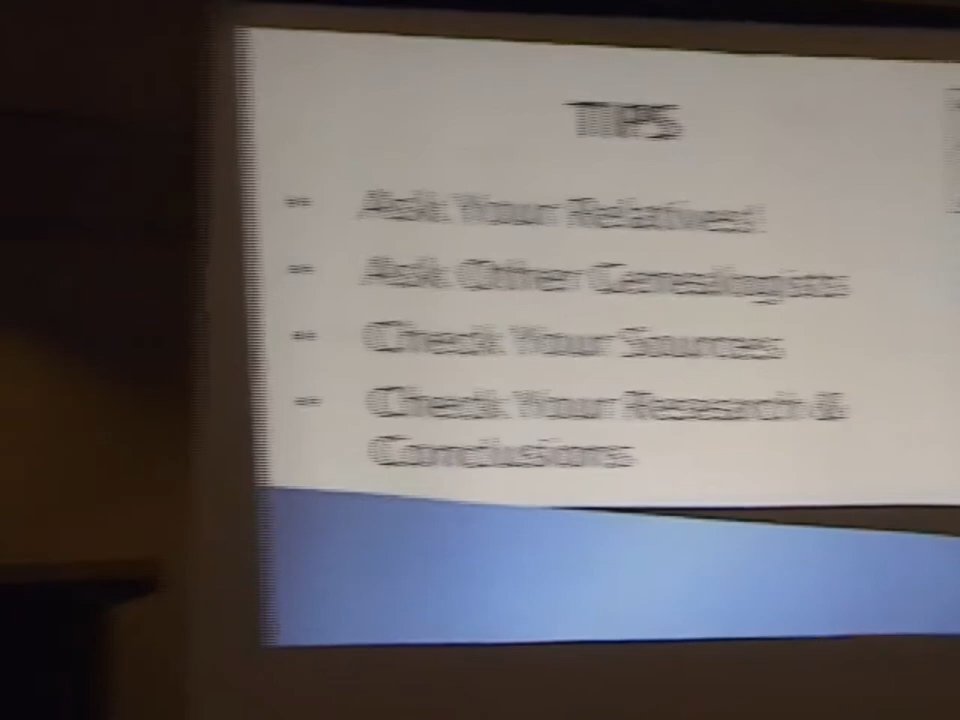 TIPS
- Ask Your Relatives!
- Ask Other Genealogists
- Check Your Sources
- Check Your Research &
Conclusions